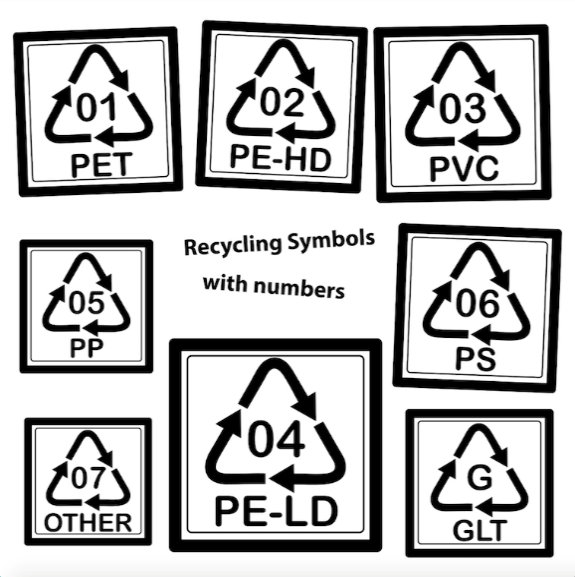 01
PET
02
PE-HD
03
PVC
Recycling Symbols
with numbers
05
PP
06
PS
04
PE-LD
07
OTHER
G
GLT